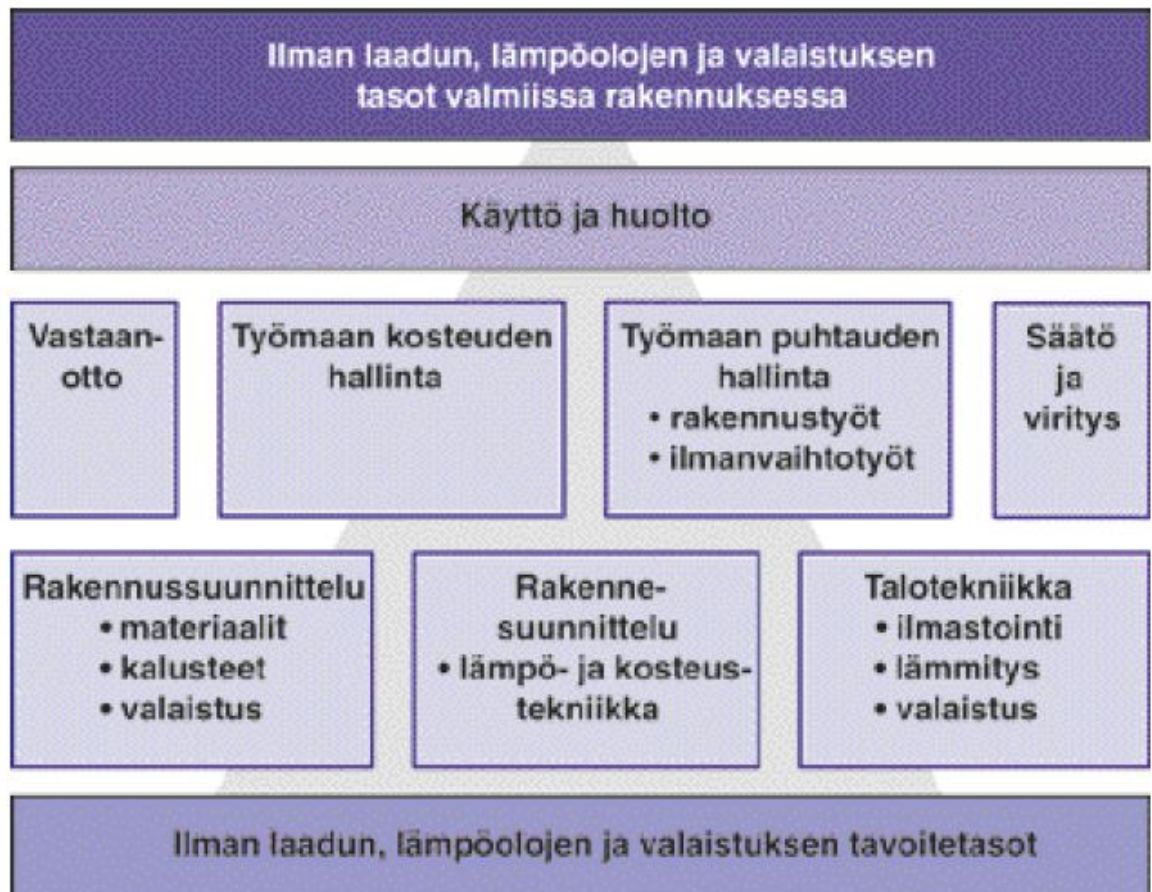 Ilman laadun, lämpöolojen ja valaistuksen
tasot valmiissa rakennuksessa
Käyttö ja huolto
Vastaan-
otto
Työmaan kosteuden
hallinta
Työmaan puhtauden
hallinta
• rakennustyöt
• ilmanvaihtotyöt
Säätö
ja
viritys
Rakennussuunnittelu
• materiaalit
• kalusteet
• valaistus
Rakenne-
suunnittelu
• lämpö- ja kosteus-
tekniikka
Talotekniikka
• ilmastointi
• lämmitys
• valaistus
Ilman laadun, lämpöolojen ja valaistuksen tavoitetasot